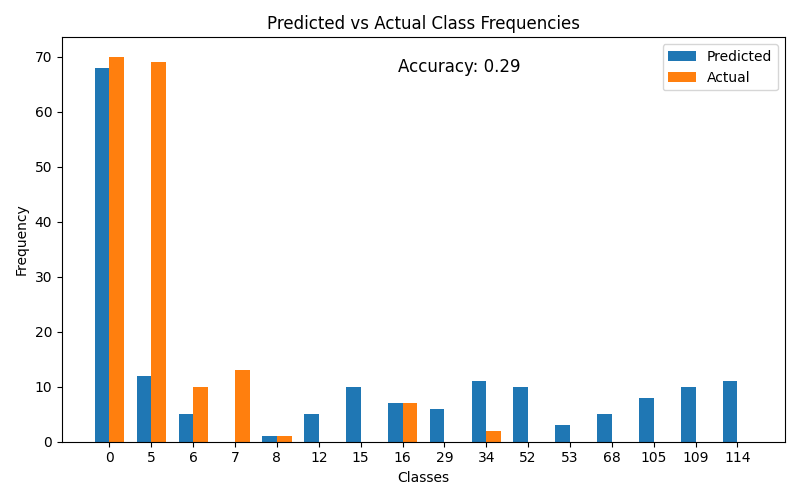 Predicted vs Actual Class Frequencies
Accuracy: 0.29
Predicted
Actual
Frequency
70
60
50
40
30
20
10
0
0 5 6 7 8 12 15 16 29 34 52 53 68 105 109 114
Classes